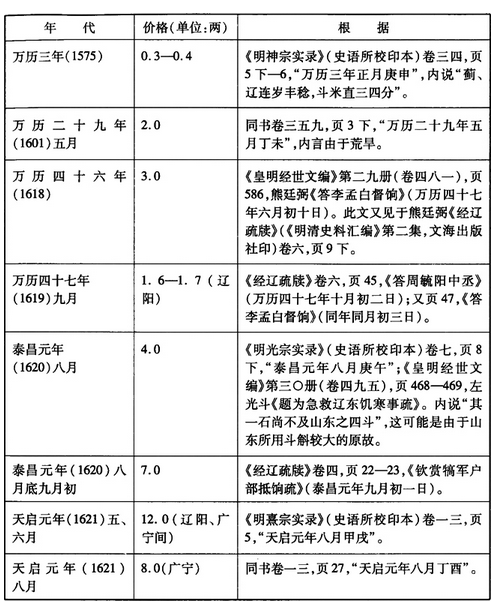 年 代 价格(单位:两) 根 据
万历三年(1575) 0.3—0.4 《明神宗实录》(史语所校印本)卷三四,页
5下—6,“万历三年正月庚申”,内说“蓟、
辽连岁丰稔,斗米直三四分”。
万历二十九年 2.0 同书卷三五九,页3下,“万历二十九年五
(1601)五月 月丁未”,内言由于荒旱。
万历四十六年 3.0 《皇明经世文编》第二九册(卷四八一),页
(1618) 586,熊廷弼《答李孟白督饷》(万历四十七
年六月初十日)。此文又见于熊廷弼《经辽
疏牍》(《明清史料汇编》第二集,文海出版
社印)卷六,页9下。
万历四十七年 1.6—1.7(辽 《经辽疏牍》卷六,页45,《答周毓阳中丞》
(1619)九月 阳) (万历四十七年十月初二日);又页47,《答
李孟白督饷》(同年同月初三日)。
泰昌元年 4.0 《明光宗实录》(史语所校印本)卷七,页8
(1620)八月 下,“泰昌元年八月庚午”;《皇明经世文
编》第三〇册(卷四九五),页468—469,左
光斗《题为急救辽东饥寒事疏》。内说“其
一石尚不及山东之四斗”,这可能是由于山
东所用斗斛较大的原故。
泰昌元年(1620)八 7.0 《经辽疏牍》卷四,页22—23,《钦赏犒军户
月底九月初 部抵饷疏》(泰昌元年九月初一日)。
天启元年(1621)五、 12.0(辽阳、广 《明熹宗实录》(史语所校印本)卷一三,页
六月 宁间) 5,“天启元年八月甲戌”。
天启元年(1621) 8.0(广宁) 同书卷一三,页27,“天启元年八月丁酉”。
八月